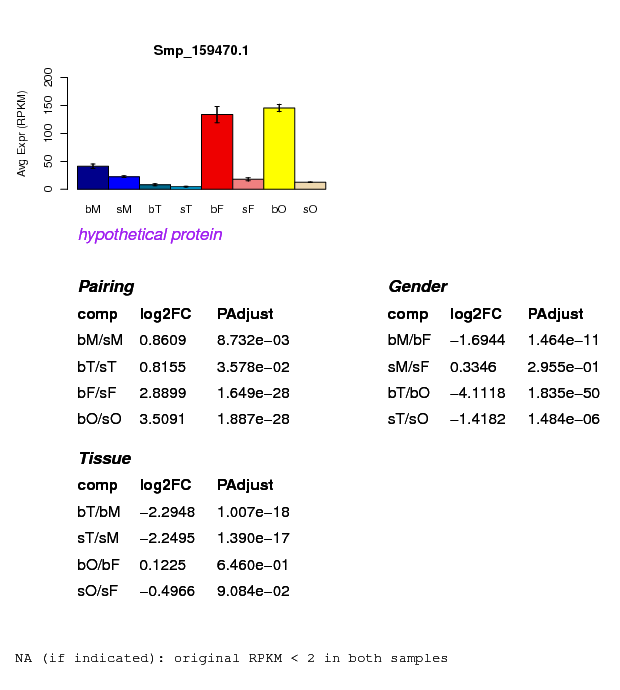 Smp_159470.1
Avg Expr (RPKM)
0 50 100 150 200
bM sM bT sT bF sF bO sO
hypothetical protein
Pairing
comp log2FC PAdjust
bM/sM 0.8609 8.732e−03
bT/sT 0.8155 3.578e−02
bF/sF 2.8899 1.649e−28
bO/sO 3.5091 1.887e−28
Gender
comp log2FC PAdjust
bM/bF −1.6944 1.464e−11
sM/sF 0.3346 2.955e−01
bT/bO −4.1118 1.835e−50
sT/sO −1.4182 1.484e−06
Tissue
comp log2FC PAdjust
bT/bM −2.2948 1.007e−18
sT/sM −2.2495 1.390e−17
bO/bF 0.1225 6.460e−01
sO/sF −0.4966 9.084e−02
NA (if indicated): original RPKM < 2 in both samples